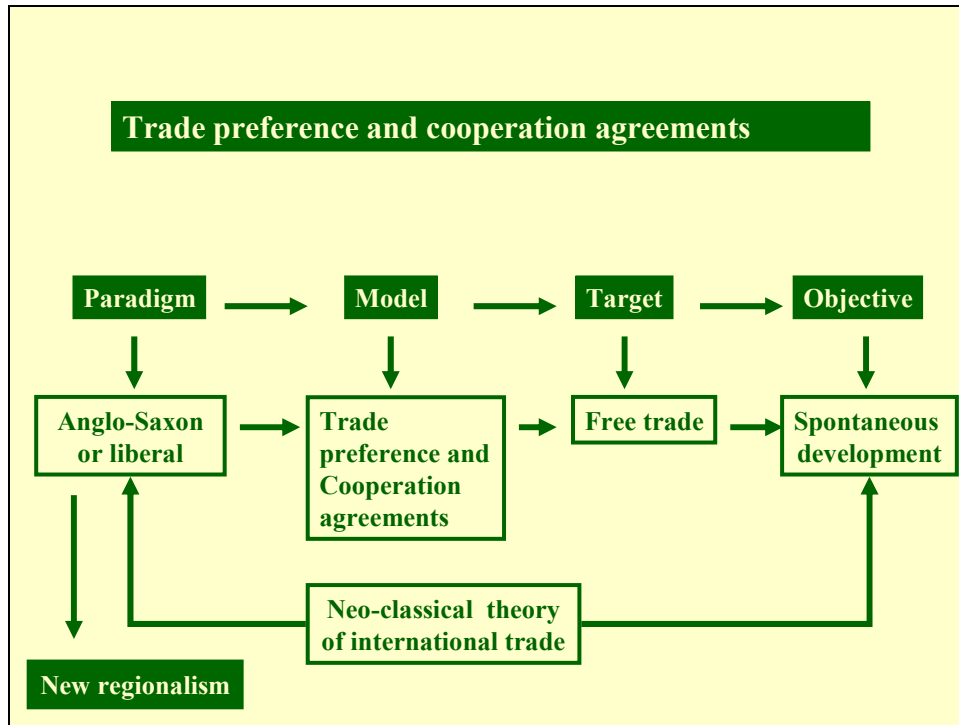 Trade preference and cooperation agreements
Paradigm
Model
Target
Objective
Anglo-Saxon
or liberal
Trade
preference and
Cooperation
agreements
Free trade
Spontaneous
development
Neo-classical theory
of international trade
New regionalism